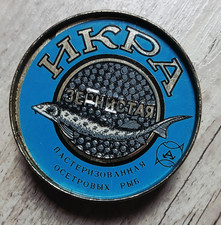 ИКРА
ЗЕРНИСТАЯ
ПАСТЕРИЗОВАННАЯ
ОСЕТРОВЫХ РЫБ